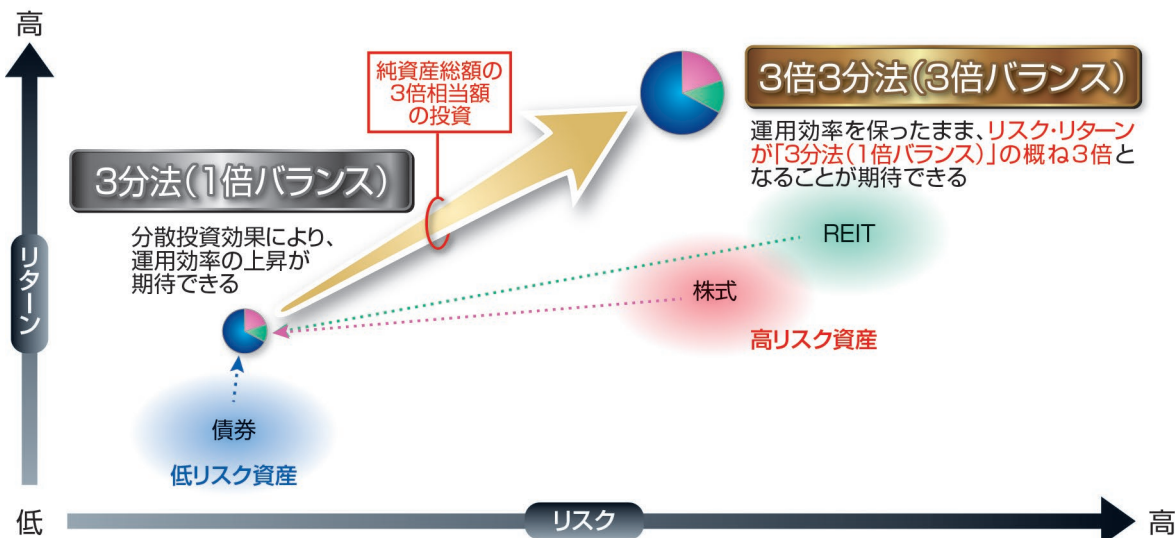 高
純資産総額の
3倍相当額
の投資
3倍3分法(3倍バランス)
運用効率を保ったまま、リスク・リターン
が「3分法(1倍バランス)」の概ね3倍と
なることが期待できる
3分法(1倍バランス)
分散投資効果により、
運用効率の上昇が
期待できる
リターン
REIT
株式
高リスク資産
債券
低リスク資産
低
リスク
高